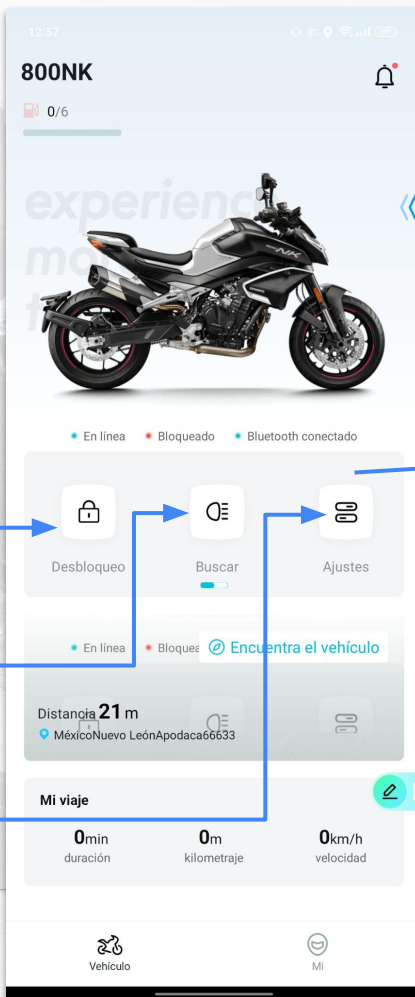 12:37
800NK
0/6
experienc
mo
t
NK
En línea Bloqueado Bluetooth conectado
Desbloqueo Buscar Ajustes
En línea Bloquea Encuentra el vehículo
Distancia 21 m
MéxicoNuevo LeónApodaca66633
Mi viaje
0min 0m 0km/h
duración kilometraje velocidad
Vehículo Mi